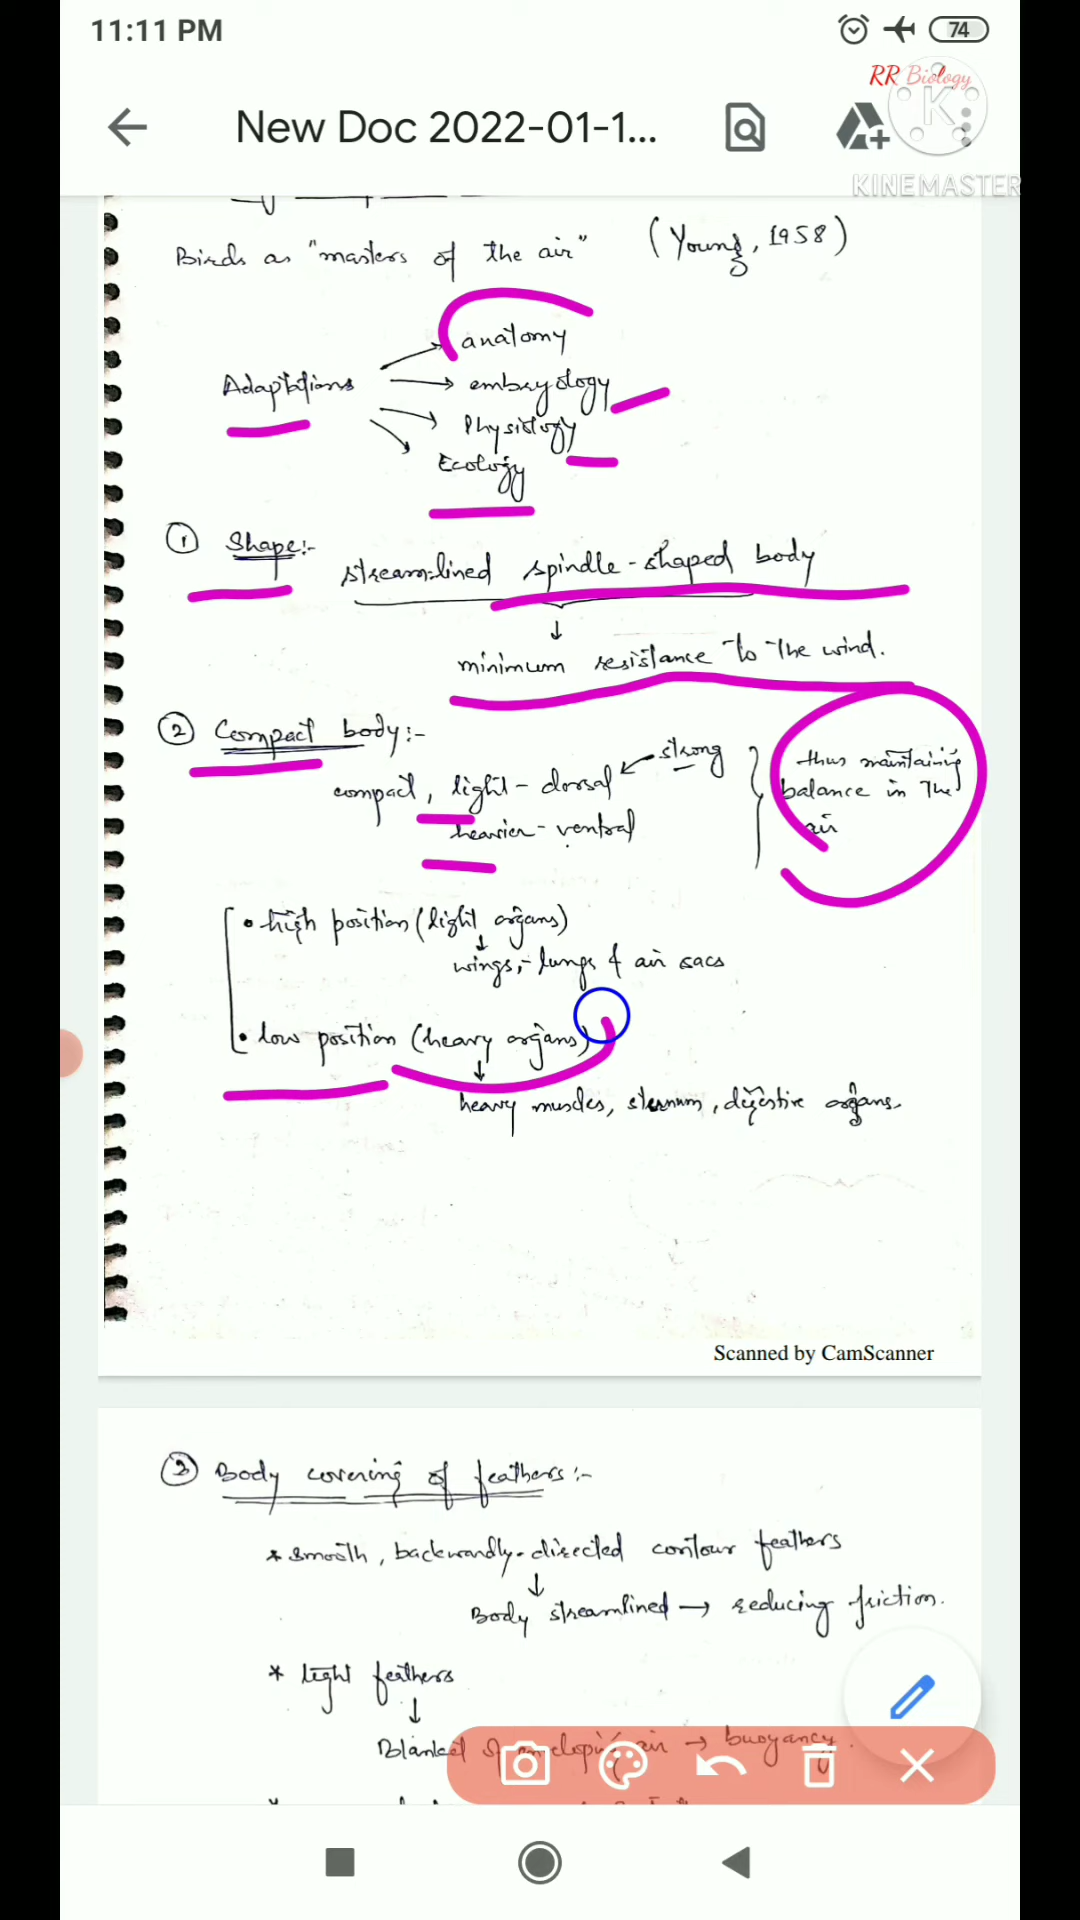 11:11 PM
74
RR Biology
New Doc 2022-01-1...
K
KINEMASTER
Birds as "masters of the air" (Young, 1958)
anatomy
Adaptations
embryology
Physiology
Ecology
① Shape:-
streamlined spindle-shaped body
minimum resistance to the wind.
② Compact body:-
strong
compact, light - dorsal
heavier - ventral
thus maintaining
balance in the
air
• high position (light organs)
wings, lungs & air sacs
• low position (heavy organs)
heavy muscles, sternum, digestive organs
Scanned by CamScanner
③ Body covering of feathers:-
* smooth, backwardly-directed contour feathers
Body streamlined → reducing friction.
* light feathers
Blanket of enveloping air → buoyancy.